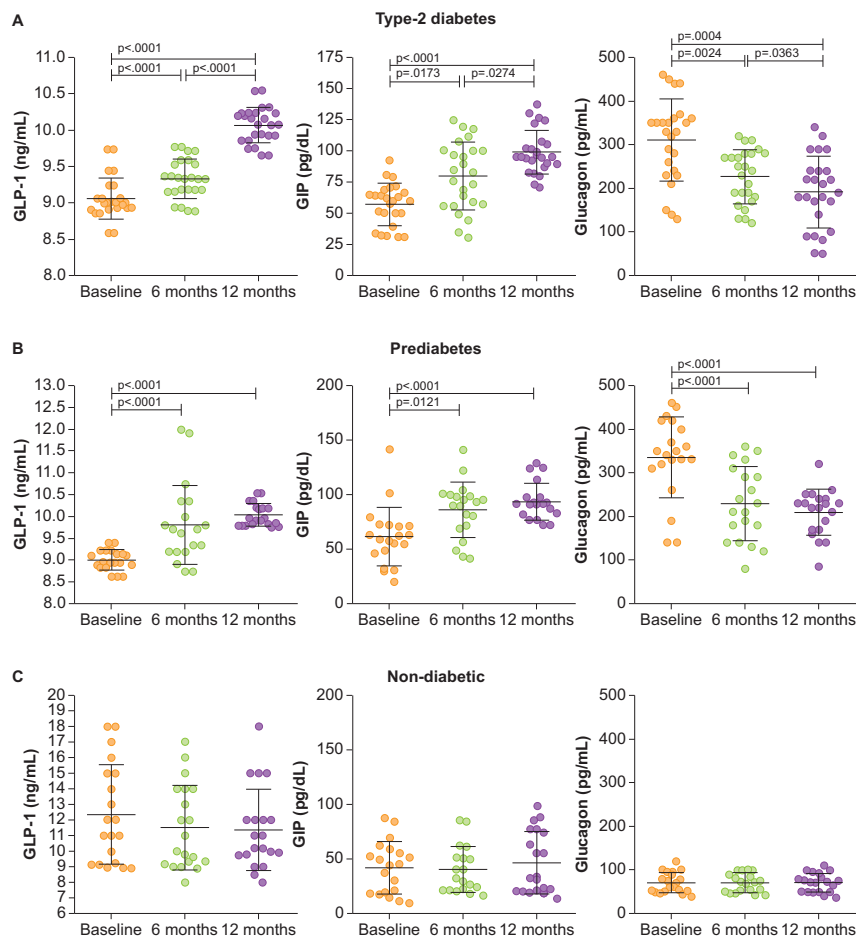 A
Type-2 diabetes
GLP-1 (ng/mL)
11.0
10.5
10.0
9.5
9.0
8.5
8.0
p<.0001
p<.0001
p<.0001
Baseline
6 months
12 months
GIP (pg/dL)
175
150
125
100
75
50
25
0
p<.0001
p=.0173
p=.0274
Baseline
6 months
12 months
Glucagon (pg/mL)
500
400
300
200
100
0
p=.0004
p=.0024
p=.0363
Baseline
6 months
12 months
B
Prediabetes
GLP-1 (ng/mL)
13.0
12.5
12.0
11.5
11.0
10.5
10.0
9.5
9.0
8.5
8.0
p<.0001
p<.0001
Baseline
6 months
12 months
GIP (pg/dL)
200
150
100
50
0
p<.0001
p=.0121
Baseline
6 months
12 months
Glucagon (pg/mL)
500
400
300
200
100
0
p<.0001
p<.0001
Baseline
6 months
12 months
C
Non-diabetic
GLP-1 (ng/mL)
20
19
18
17
16
15
14
13
12
11
10
9
8
7
6
Baseline
6 months
12 months
GIP (pg/dL)
200
150
100
50
0
Baseline
6 months
12 months
Glucagon (pg/mL)
500
400
300
200
100
0
Baseline
6 months
12 months